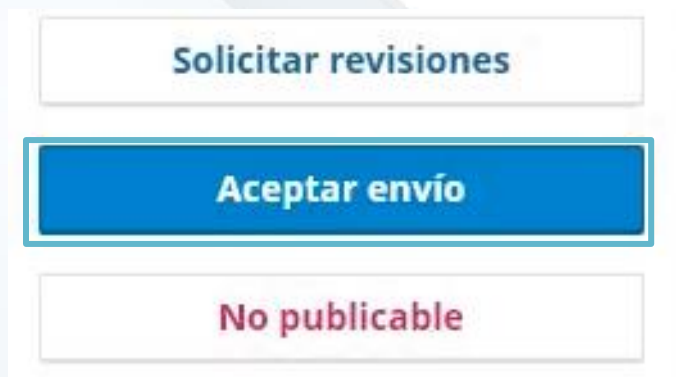 Solicitar revisiones
Aceptar envío
No publicable